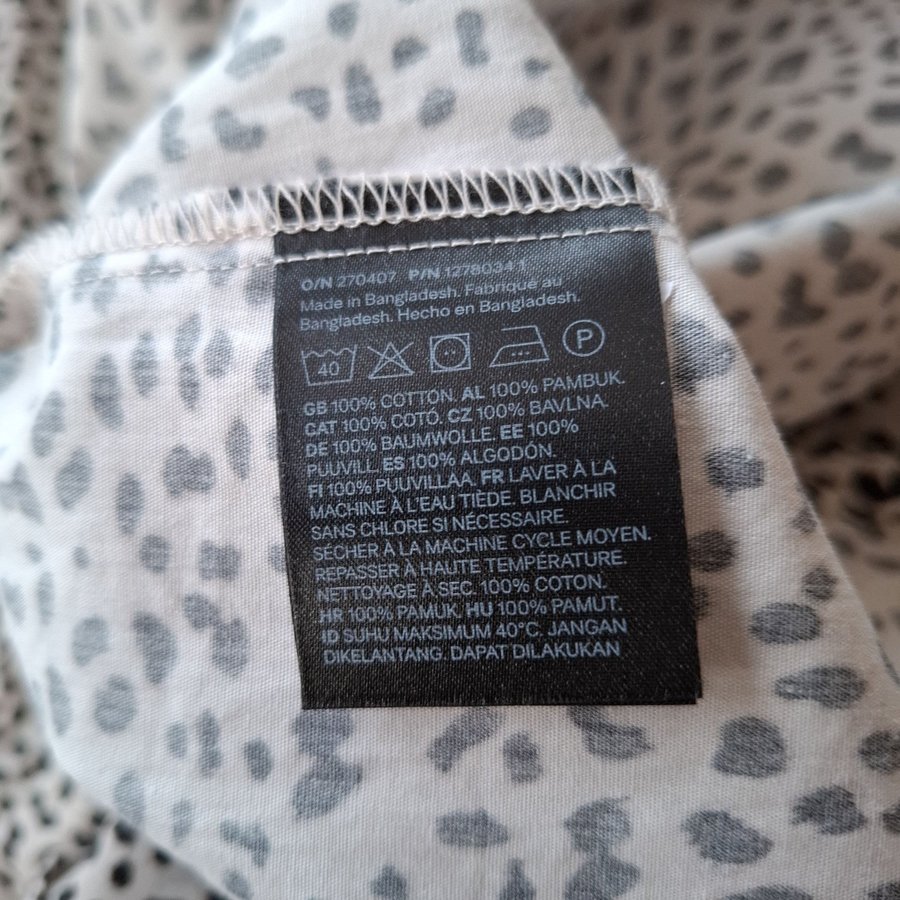 O/N 270407 P/N 1278034 1
Made in Bangladesh. Fabriqué au
Bangladesh. Hecho en Bangladesh.
40 P
GB 100% COTTON. AL 100% PAMBUK.
CAT 100% COTÓ. CZ 100% BAVLNA.
DE 100% BAUMWOLLE. EE 100%
PUUVILL. ES 100% ALGODÓN.
FI 100% PUUVILLAA. FR LAVER À LA
MACHINE À L'EAU TIÈDE. BLANCHIR
SANS CHLORE SI NÉCESSAIRE.
SÉCHER À LA MACHINE CYCLE MOYEN.
REPASSER À HAUTE TEMPÉRATURE.
NETTOYAGE À SEC. 100% COTON.
HR 100% PAMUK. HU 100% PAMUT.
ID SUHU MAKSIMUM 40°C. JANGAN
DIKELANTANG. DAPAT DILAKUKAN